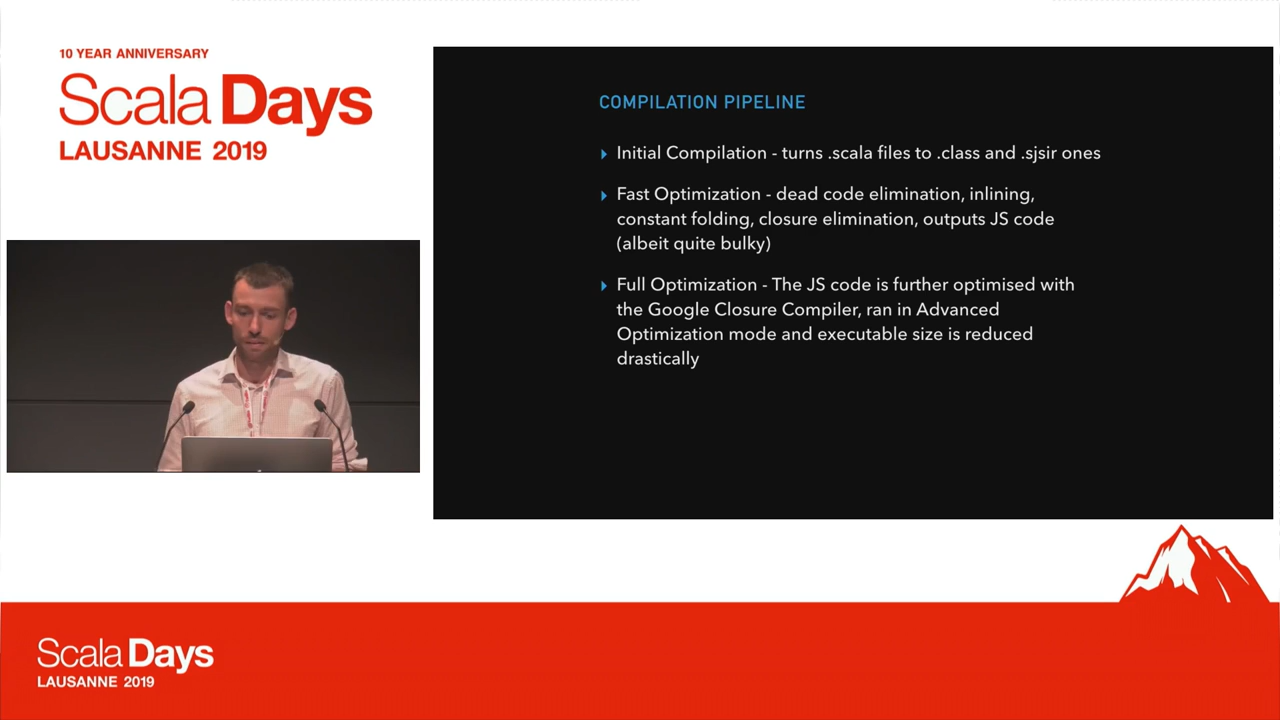 10 YEAR ANNIVERSARY
Scala Days
LAUSANNE 2019
COMPILATION PIPELINE
Initial Compilation - turns .scala files to .class and .sjsir ones
Fast Optimization - dead code elimination, inlining,
constant folding, closure elimination, outputs JS code
(albeit quite bulky)
Full Optimization - The JS code is further optimised with
the Google Closure Compiler, ran in Advanced
Optimization mode and executable size is reduced
drastically
Scala Days
LAUSANNE 2019